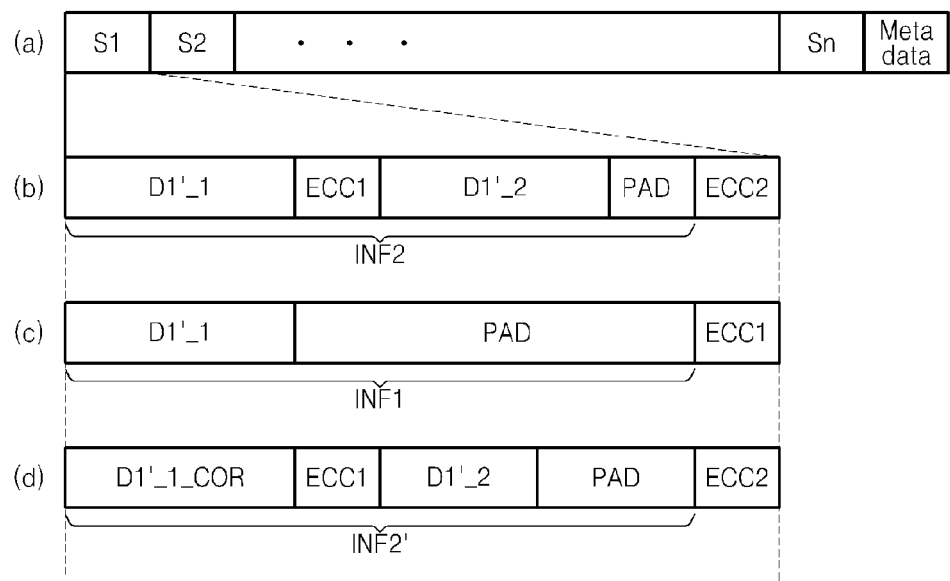 (a) S1 S2 . . . Sn Meta data
(b) D1'_1 ECC1 D1'_2 PAD ECC2
INF2
(c) D1'_1 PAD ECC1
INF1
(d) D1'_1_COR ECC1 D1'_2 PAD ECC2
INF2'